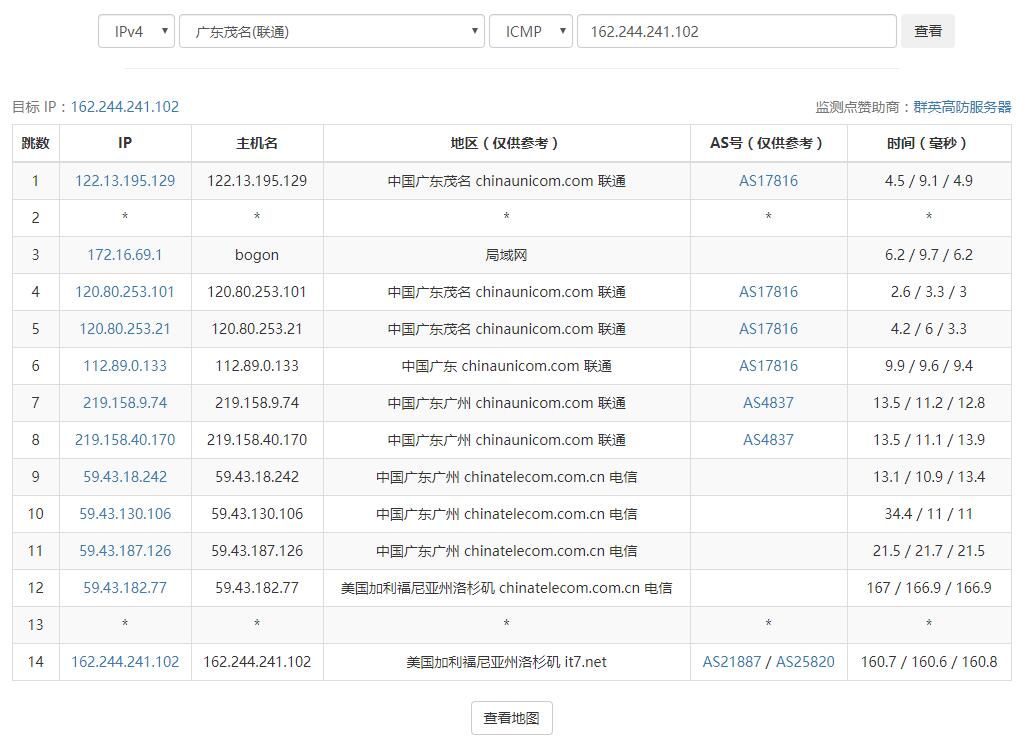 IPv4 广东茂名(联通) ICMP 162.244.241.102 查看
目标 IP：162.244.241.102 监测点赞助商：群英高防服务器
跳数 IP 主机名 地区（仅供参考） AS号（仅供参考） 时间（毫秒）
1 122.13.195.129 122.13.195.129 中国广东茂名 chinaunicom.com 联通 AS17816 4.5 / 9.1 / 4.9
2 * * * * *
3 172.16.69.1 bogon 局域网 6.2 / 9.7 / 6.2
4 120.80.253.101 120.80.253.101 中国广东茂名 chinaunicom.com 联通 AS17816 2.6 / 3.3 / 3
5 120.80.253.21 120.80.253.21 中国广东茂名 chinaunicom.com 联通 AS17816 4.2 / 6 / 3.3
6 112.89.0.133 112.89.0.133 中国广东 chinaunicom.com 联通 AS17816 9.9 / 9.6 / 9.4
7 219.158.9.74 219.158.9.74 中国广东广州 chinaunicom.com 联通 AS4837 13.5 / 11.2 / 12.8
8 219.158.40.170 219.158.40.170 中国广东广州 chinaunicom.com 联通 AS4837 13.5 / 11.1 / 13.9
9 59.43.18.242 59.43.18.242 中国广东广州 chinatelecom.com.cn 电信 13.1 / 10.9 / 13.4
10 59.43.130.106 59.43.130.106 中国广东广州 chinatelecom.com.cn 电信 34.4 / 11 / 11
11 59.43.187.126 59.43.187.126 中国广东广州 chinatelecom.com.cn 电信 21.5 / 21.7 / 21.5
12 59.43.182.77 59.43.182.77 美国加利福尼亚州洛杉矶 chinatelecom.com.cn 电信 167 / 166.9 / 166.9
13 * * * * *
14 162.244.241.102 162.244.241.102 美国加利福尼亚州洛杉矶 it7.net AS21887 / AS25820 160.7 / 160.6 / 160.8
查看地图